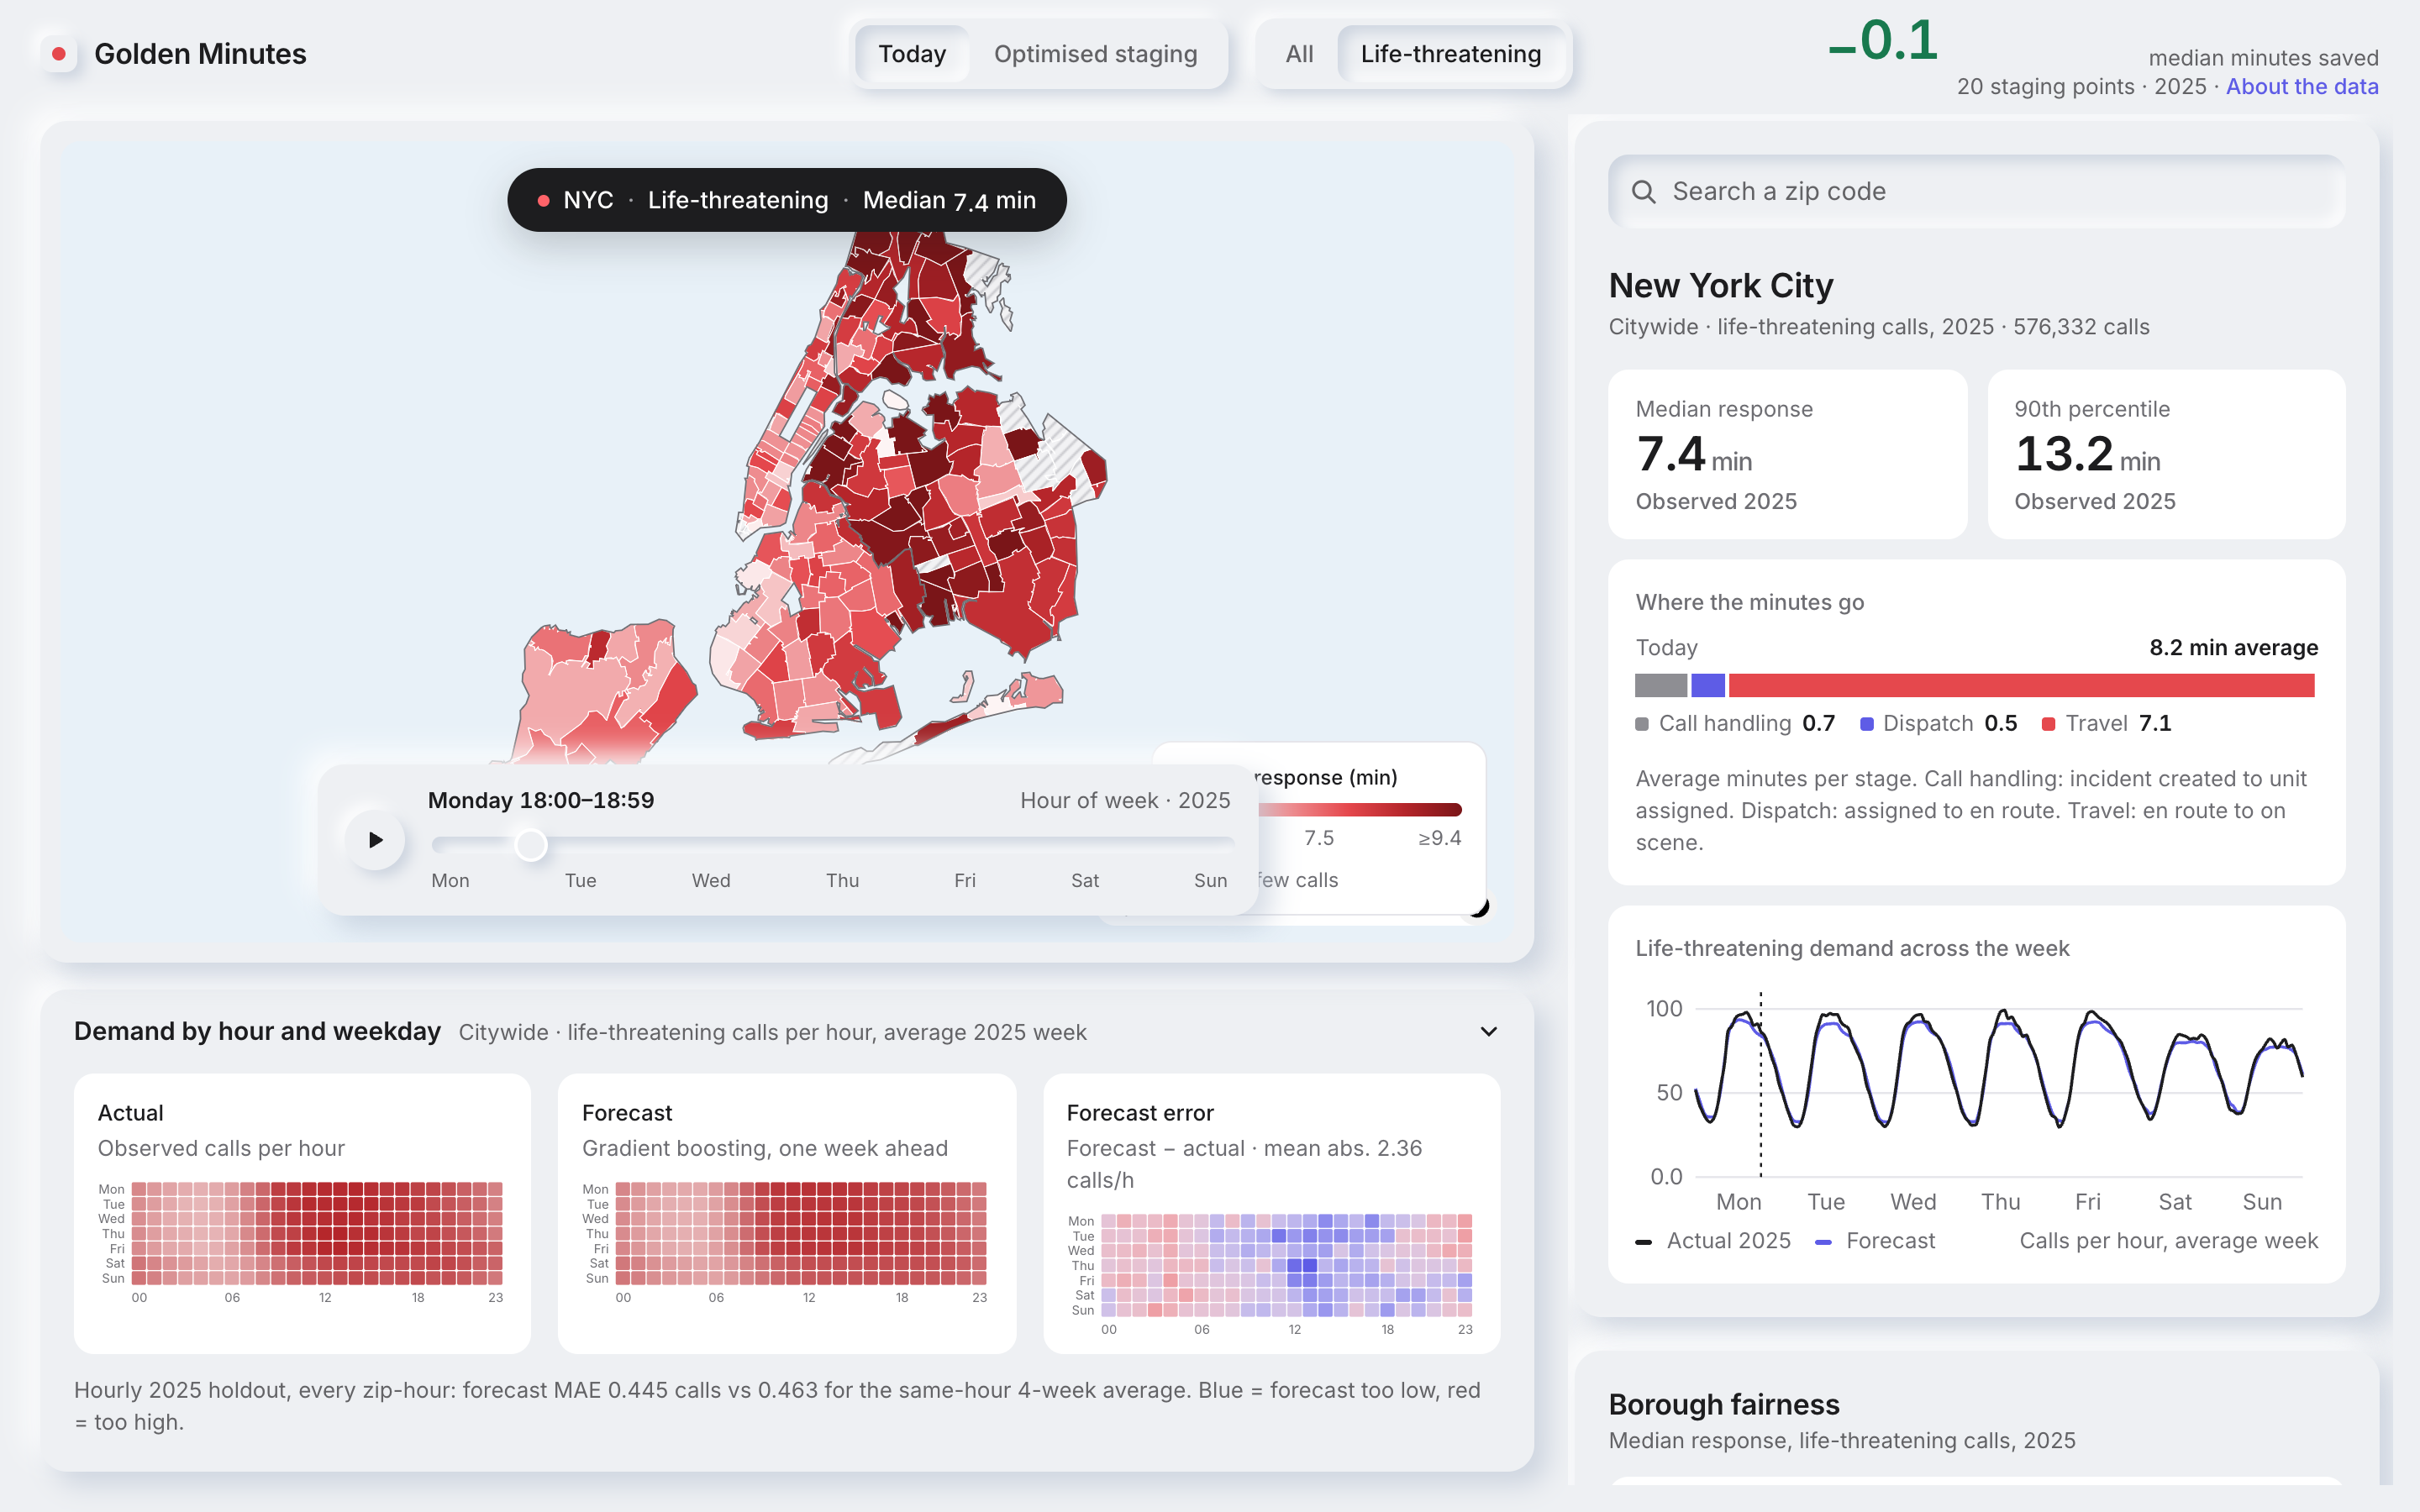 Golden Minutes
Today
Optimised staging
All
Life-threatening
−0.1
median minutes saved
20 staging points · 2025 · About the data
NYC · Life-threatening · Median 7.4 min
response (min)
7.5
≥9.4
few calls
Monday 18:00–18:59
Hour of week · 2025
Mon Tue Wed Thu Fri Sat Sun
Demand by hour and weekday
Citywide · life-threatening calls per hour, average 2025 week
Actual
Observed calls per hour
Mon
Tue
Wed
Thu
Fri
Sat
Sun
00 06 12 18 23
Forecast
Gradient boosting, one week ahead
Mon
Tue
Wed
Thu
Fri
Sat
Sun
00 06 12 18 23
Forecast error
Forecast − actual · mean abs. 2.36
calls/h
Mon
Tue
Wed
Thu
Fri
Sat
Sun
00 06 12 18 23
Hourly 2025 holdout, every zip-hour: forecast MAE 0.445 calls vs 0.463 for the same-hour 4-week average. Blue = forecast too low, red
= too high.
Search a zip code
New York City
Citywide · life-threatening calls, 2025 · 576,332 calls
Median response
7.4 min
Observed 2025
90th percentile
13.2 min
Observed 2025
Where the minutes go
Today
8.2 min average
Call handling 0.7
Dispatch 0.5
Travel 7.1
Average minutes per stage. Call handling: incident created to unit
assigned. Dispatch: assigned to en route. Travel: en route to on
scene.
Life-threatening demand across the week
100
50
0.0
Mon Tue Wed Thu Fri Sat Sun
Actual 2025
Forecast
Calls per hour, average week
Borough fairness
Median response, life-threatening calls, 2025